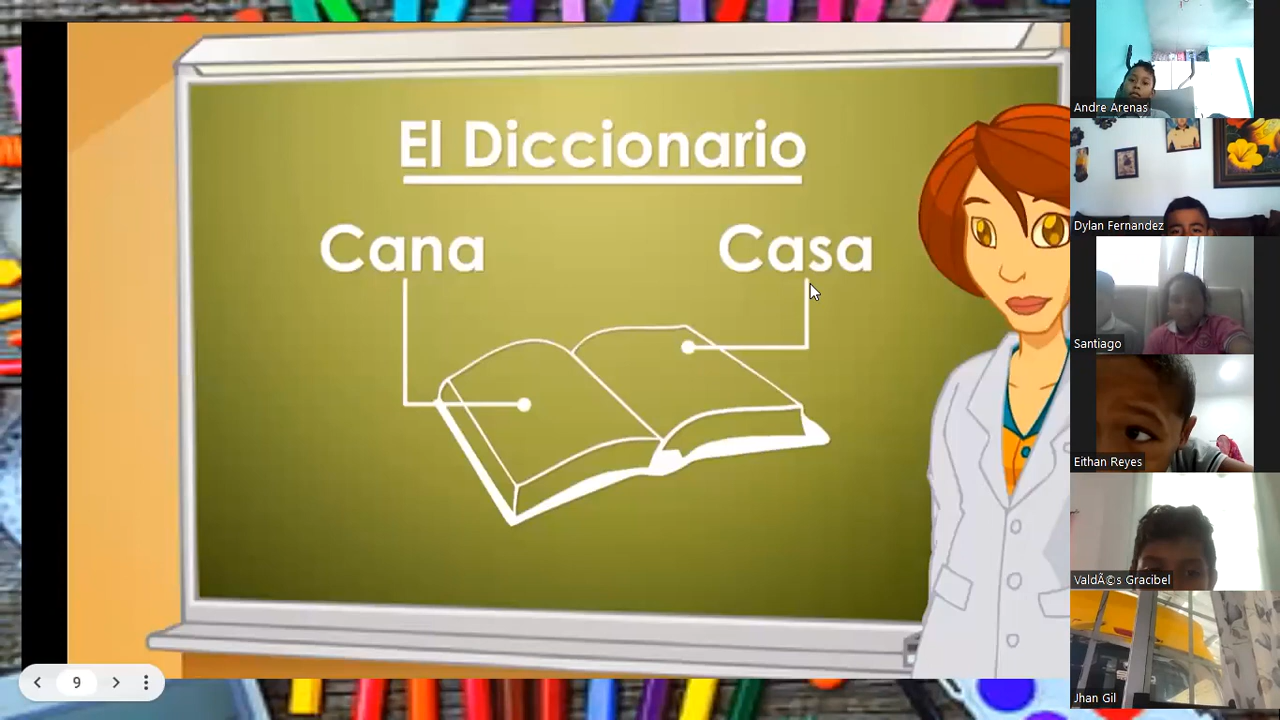 El Diccionario
Cana
Casa
9
Andre Arenas
Dylan Fernandez
Santiago
Eithan Reyes
ValdÃ©s Gracibel
Jhan Gil